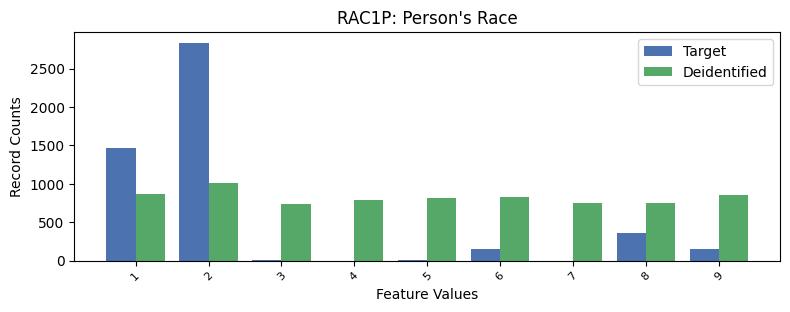 RAC1P: Person's Race
Target
Deidentified
Record Counts
2500
2000
1500
1000
500
0
1 2 3 4 5 6 7 8 9
Feature Values